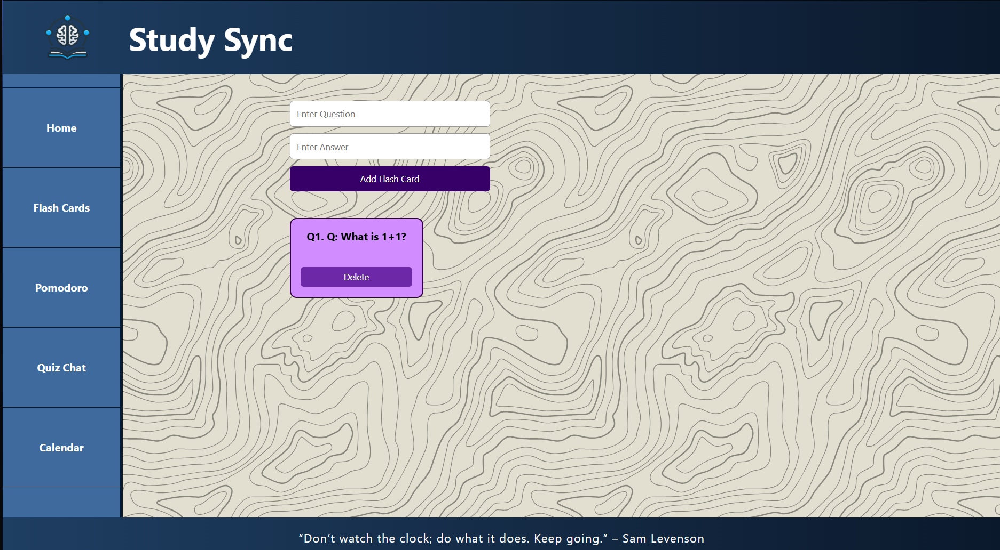 Study Sync
Home
Flash Cards
Pomodoro
Quiz Chat
Calendar
Enter Question
Enter Answer
Add Flash Card
Q1. Q: What is 1+1?
Delete
“Don’t watch the clock; do what it does. Keep going.” – Sam Levenson